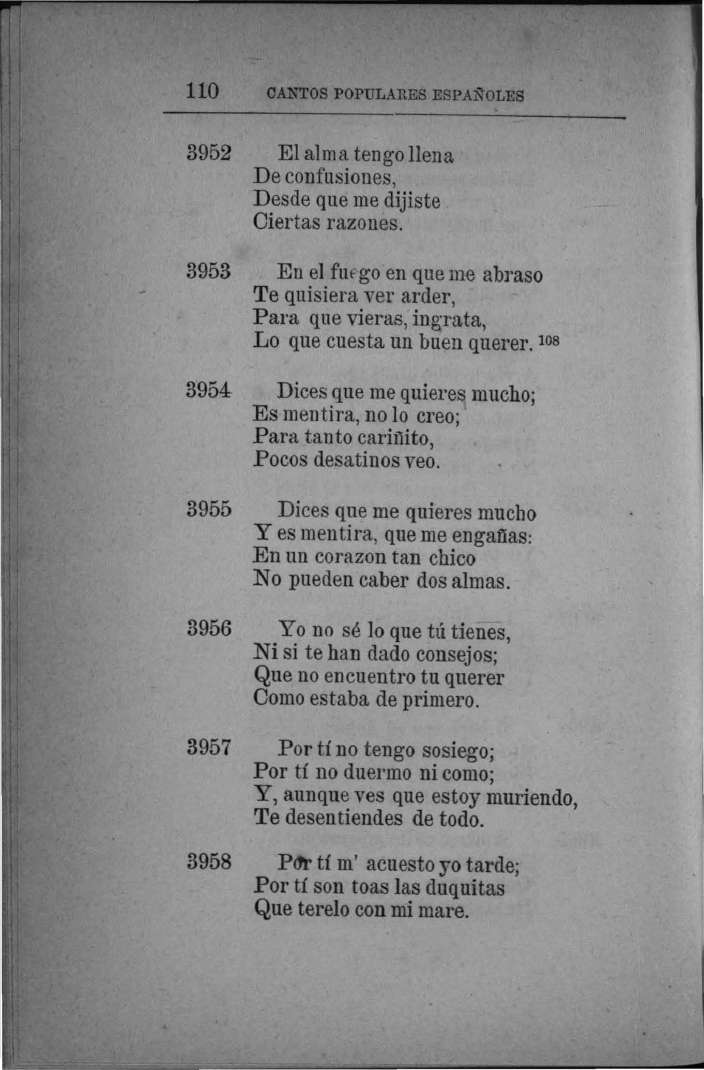 110 CANTOS POPULARES ESPAÑOLES
3952 El alma tengo llena
De confusiones,
Desde que me dijiste
Ciertas razones.
3953 En el fuego en que me abraso
Te quisiera ver arder,
Para que vieras, ingrata,
Lo que cuesta un buen querer. 108
3954 Dices que me quieres mucho;
Es mentira, no lo creo;
Para tanto cariñito,
Pocos desatinos veo.
3955 Dices que me quieres mucho
Y es mentira, que me engañas:
En un corazon tan chico
No pueden caber dos almas.
3956 Yo no sé lo que tú tienes,
Ni si te han dado consejos;
Que no encuentro tu querer
Como estaba de primero.
3957 Por tí no tengo sosiego;
Por tí no duermo ni como;
Y, aunque ves que estoy muriendo,
Te desentiendes de todo.
3958 Por tí m' acuesto yo tarde;
Por tí son toas las duquitas
Que terelo con mi mare.